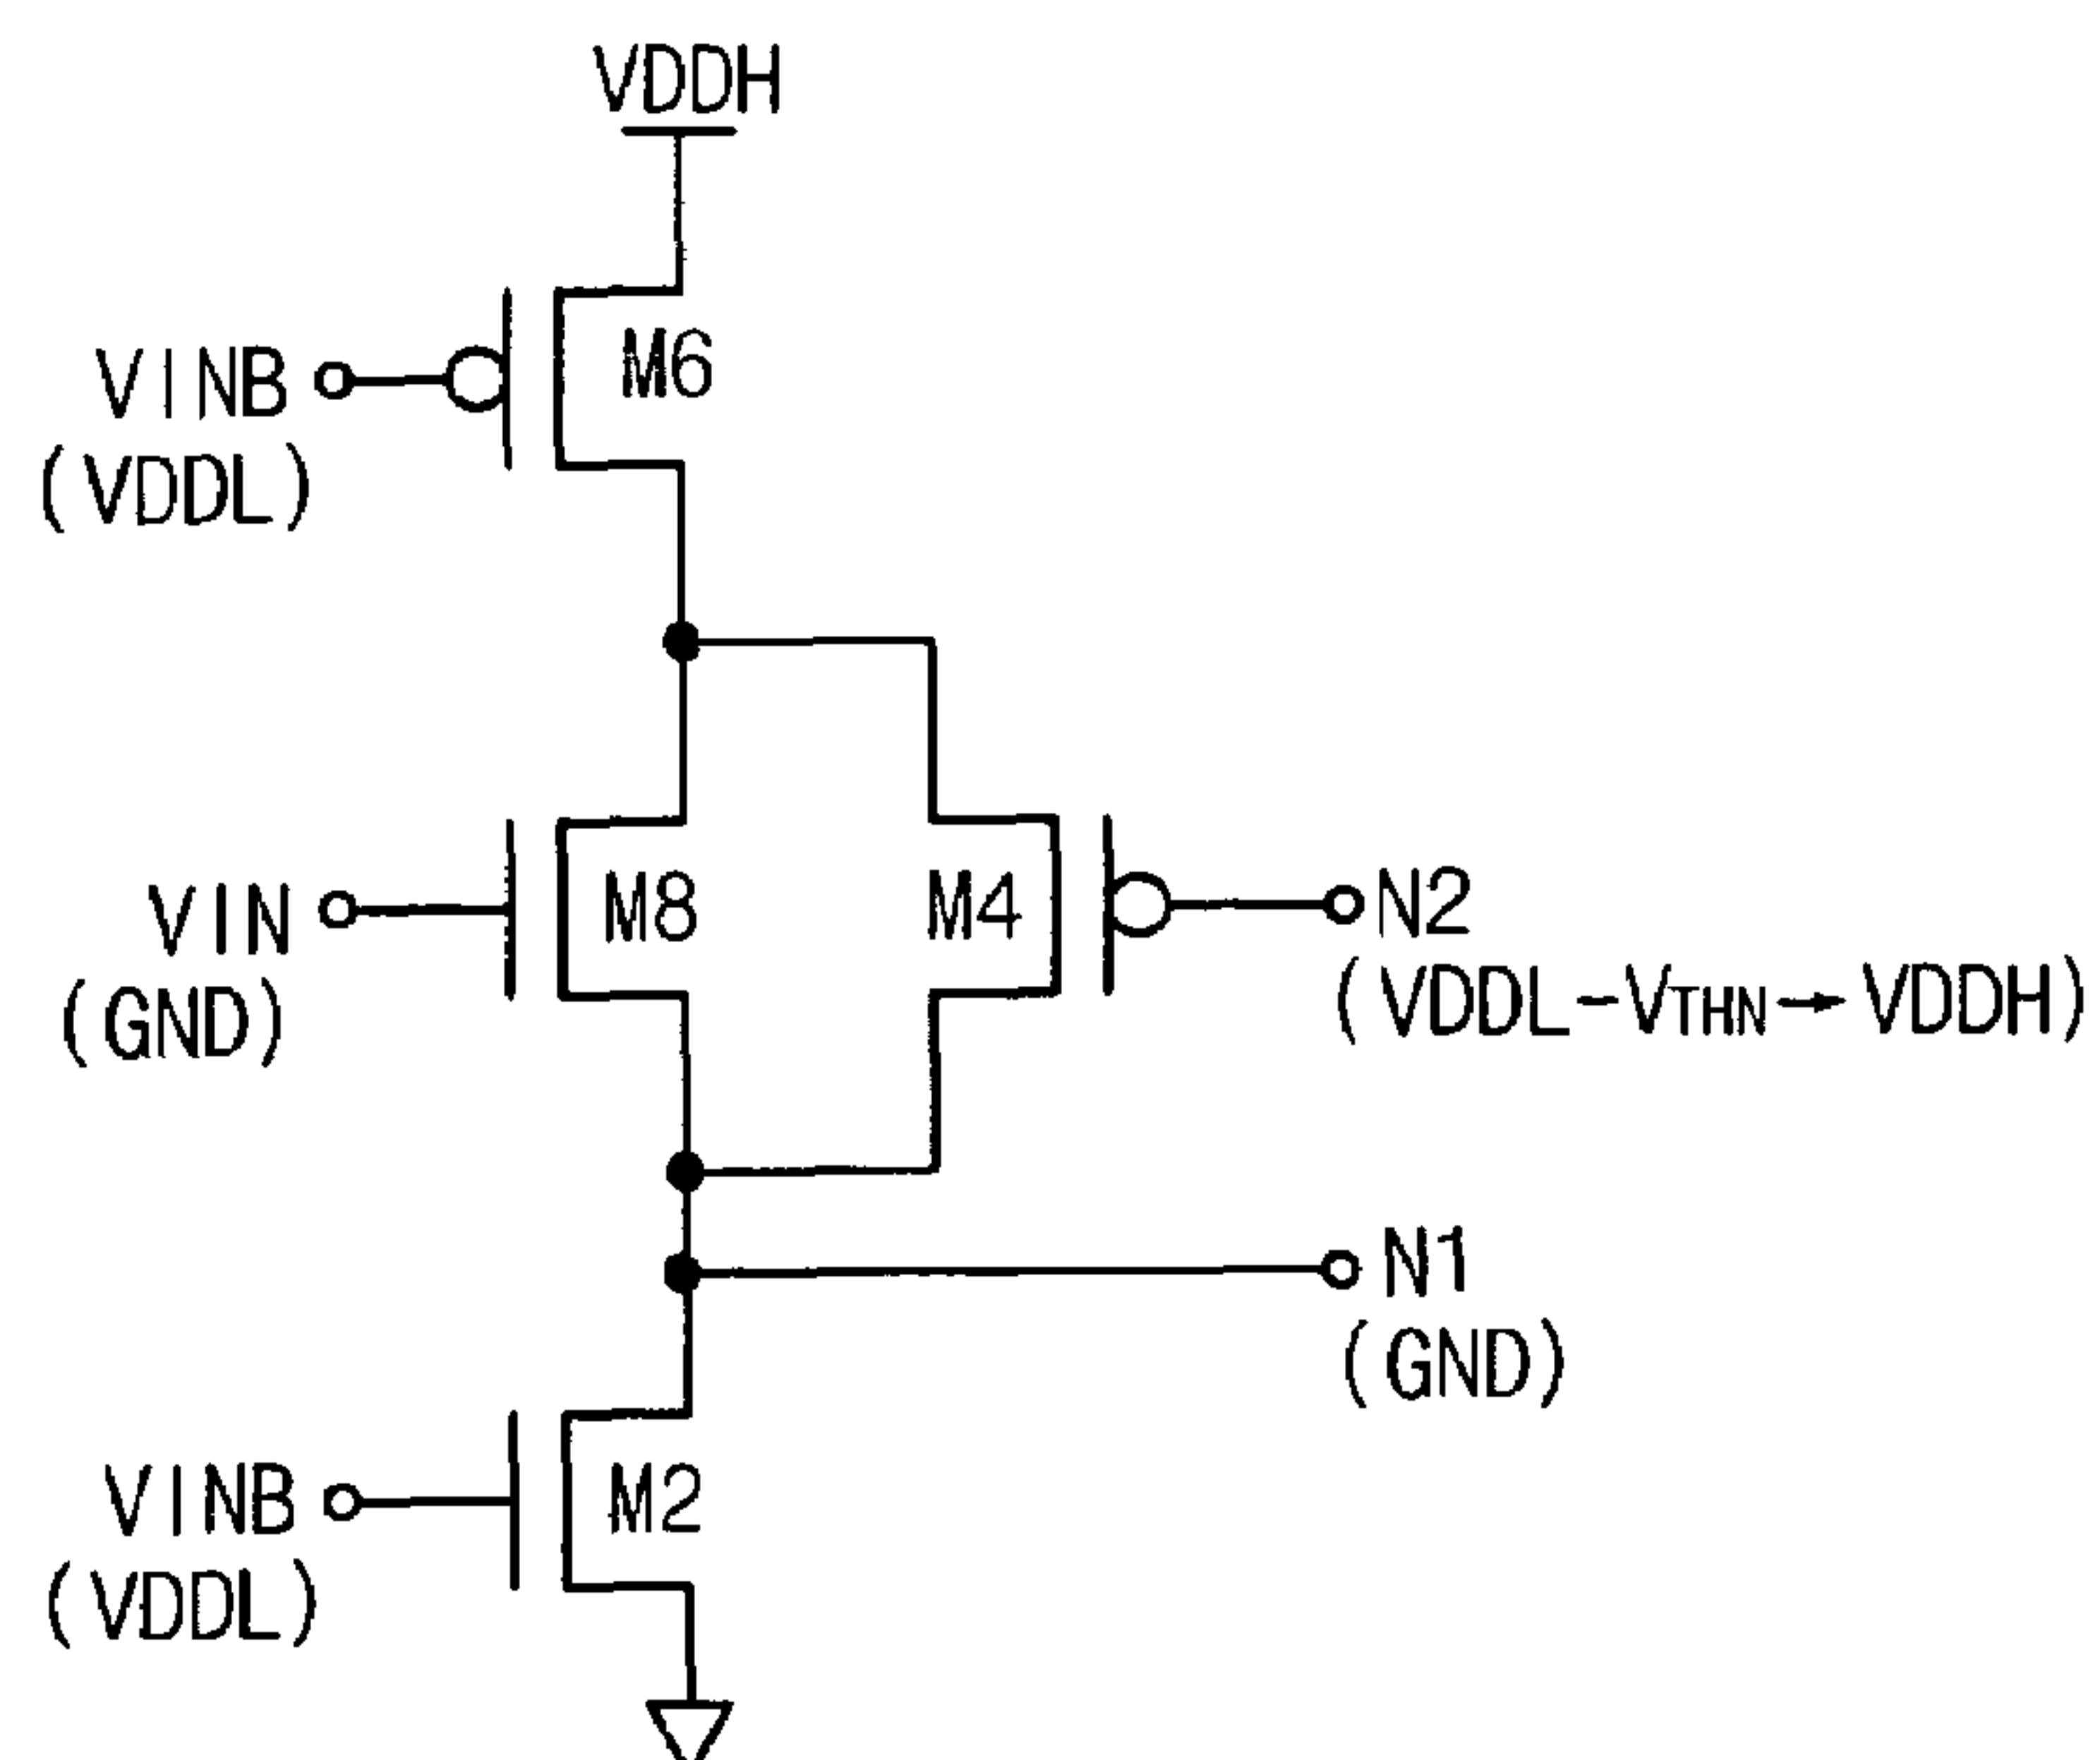 VDDH
VINB
(VDDL)
M6
VIN
(GND)
M8
M4
N2
(VDDL-VTHN→VDDH)
N1
(GND)
VINB
(VDDL)
M2